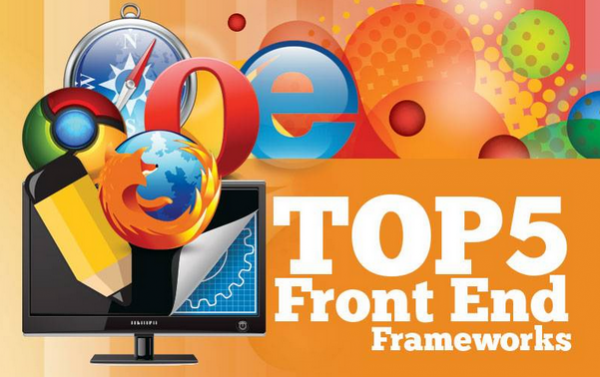 N
W
TOP5
Front End
Frameworks